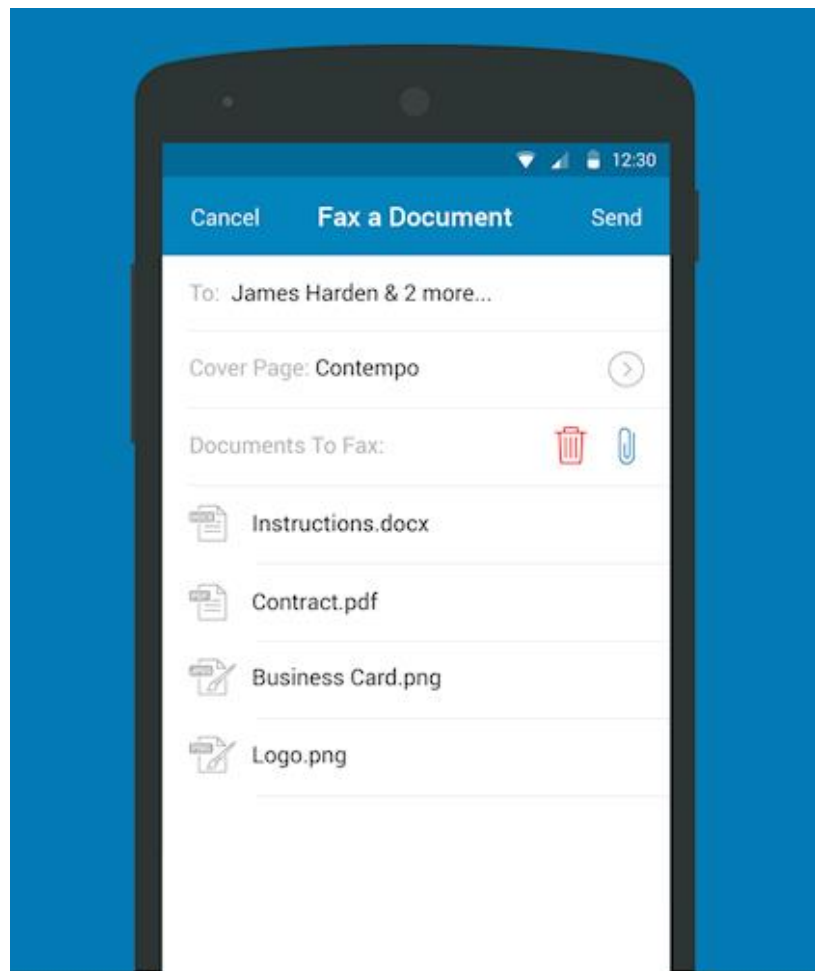 12:30
Cancel Fax a Document Send
To: James Harden & 2 more...
Cover Page: Contempo
Documents To Fax:
Instructions.docx
Contract.pdf
Business Card.png
Logo.png